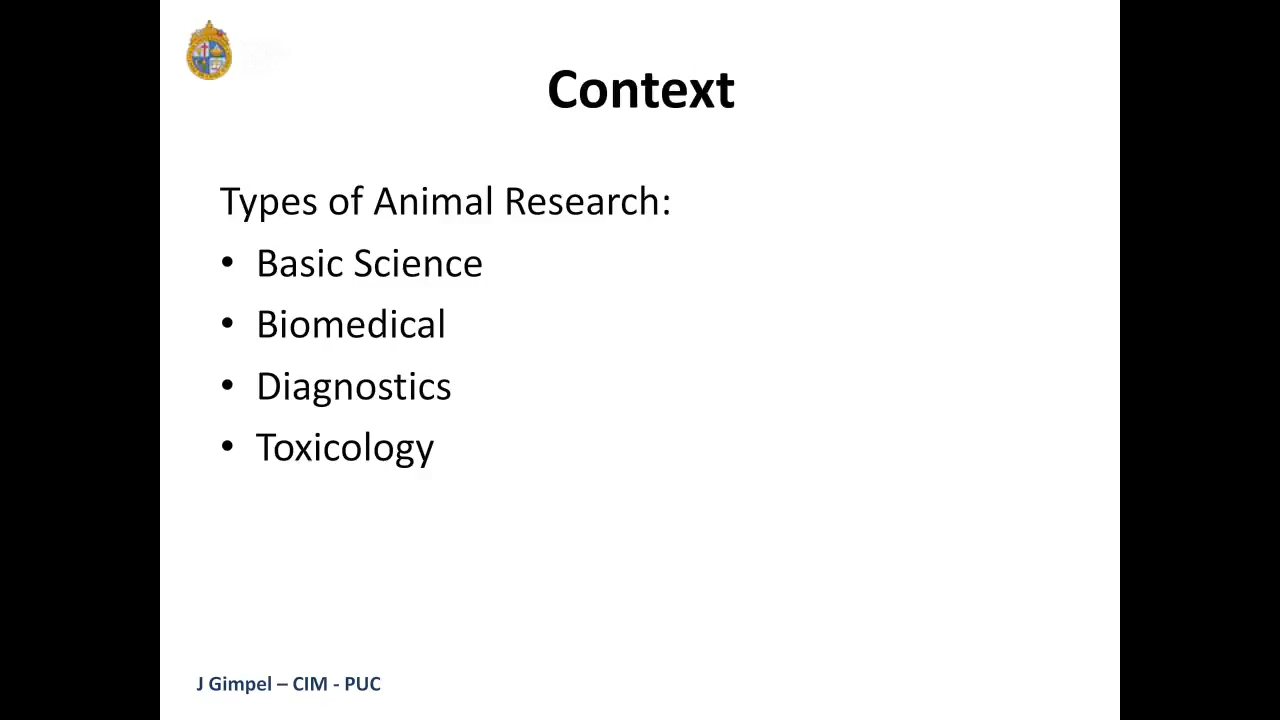 Context
Types of Animal Research:
• Basic Science
• Biomedical
• Diagnostics
• Toxicology
J Gimpel – CIM - PUC